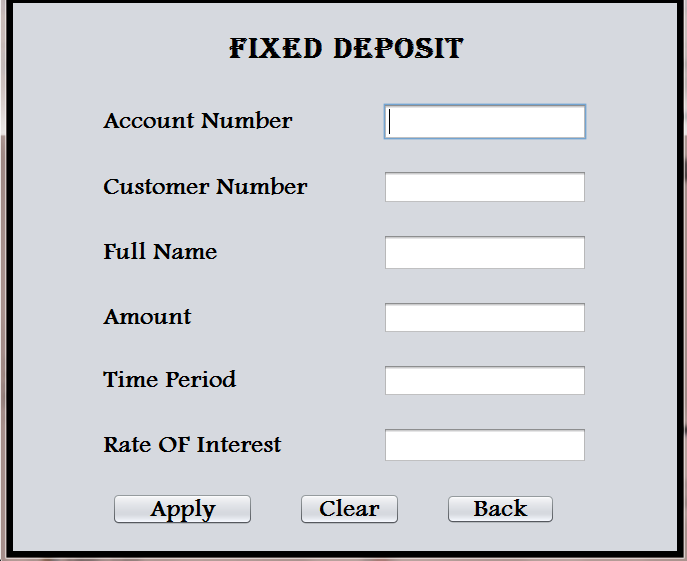 FIXED DEPOSIT
Account Number
Customer Number
Full Name
Amount
Time Period
Rate OF Interest
Apply Clear Back